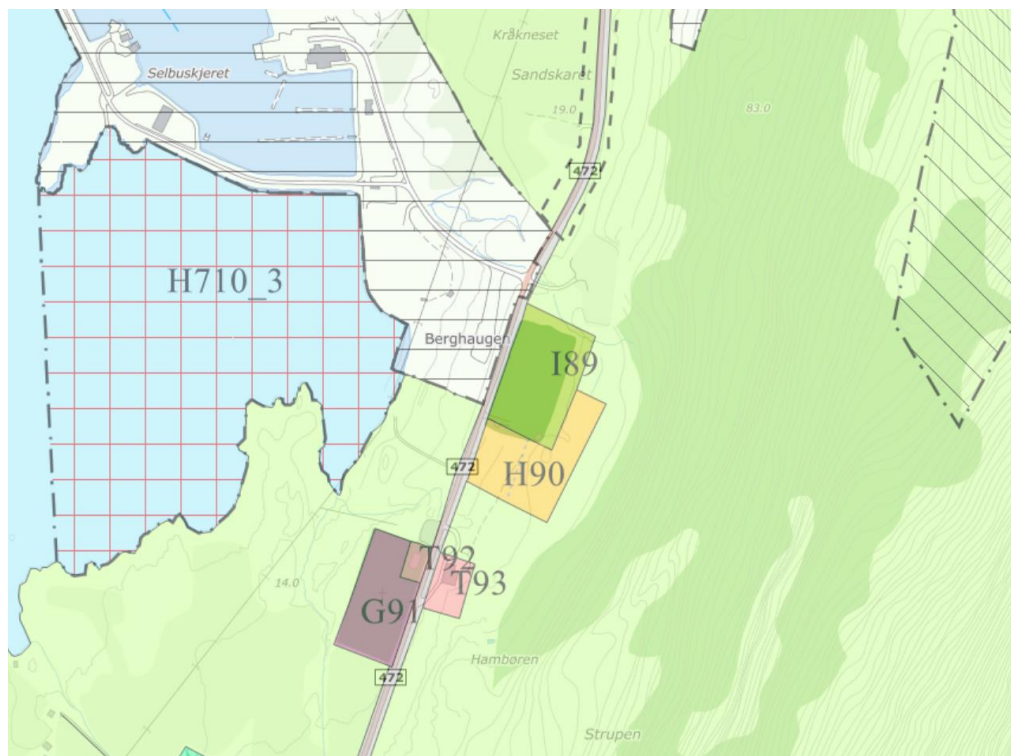 Kråkneset
Selbuskjeret
Sandskaret
19.0
83.0
472
H710_3
Berghaugen
I89
472
H90
T92
T93
14.0
G91
Hambøren
472
Strupen